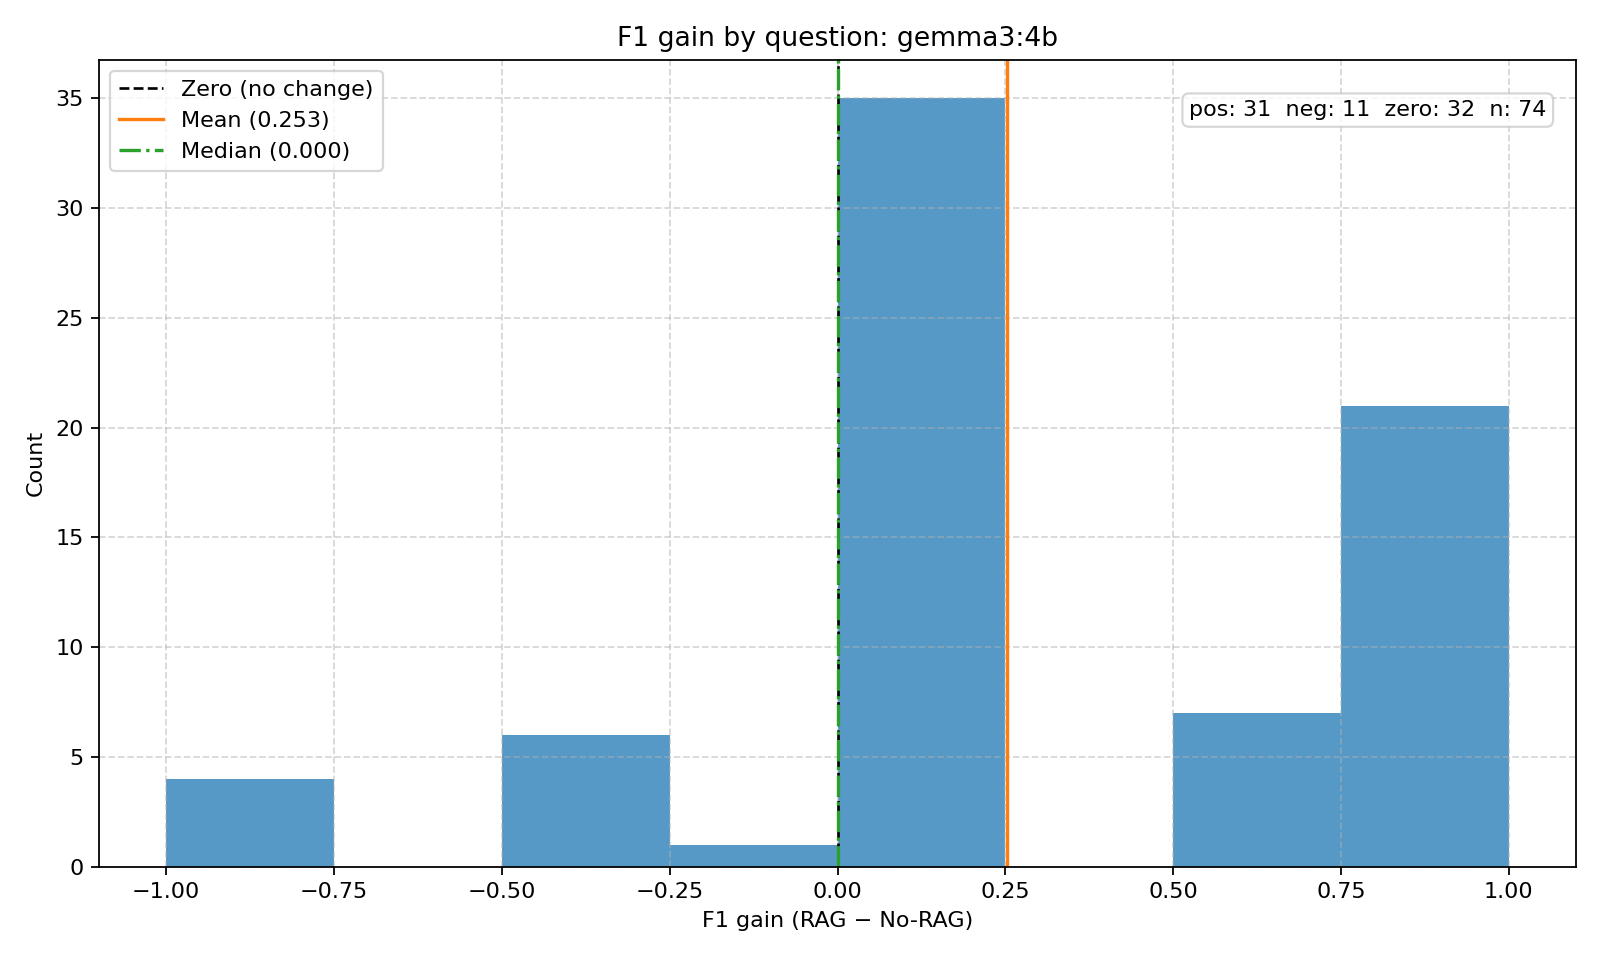 F1 gain by question: gemma3:4b
Zero (no change)
Mean (0.253)
Median (0.000)
pos: 31  neg: 11  zero: 32  n: 74
Count
35
30
25
20
15
10
5
0
−1.00 −0.75 −0.50 −0.25 0.00 0.25 0.50 0.75 1.00
F1 gain (RAG − No-RAG)